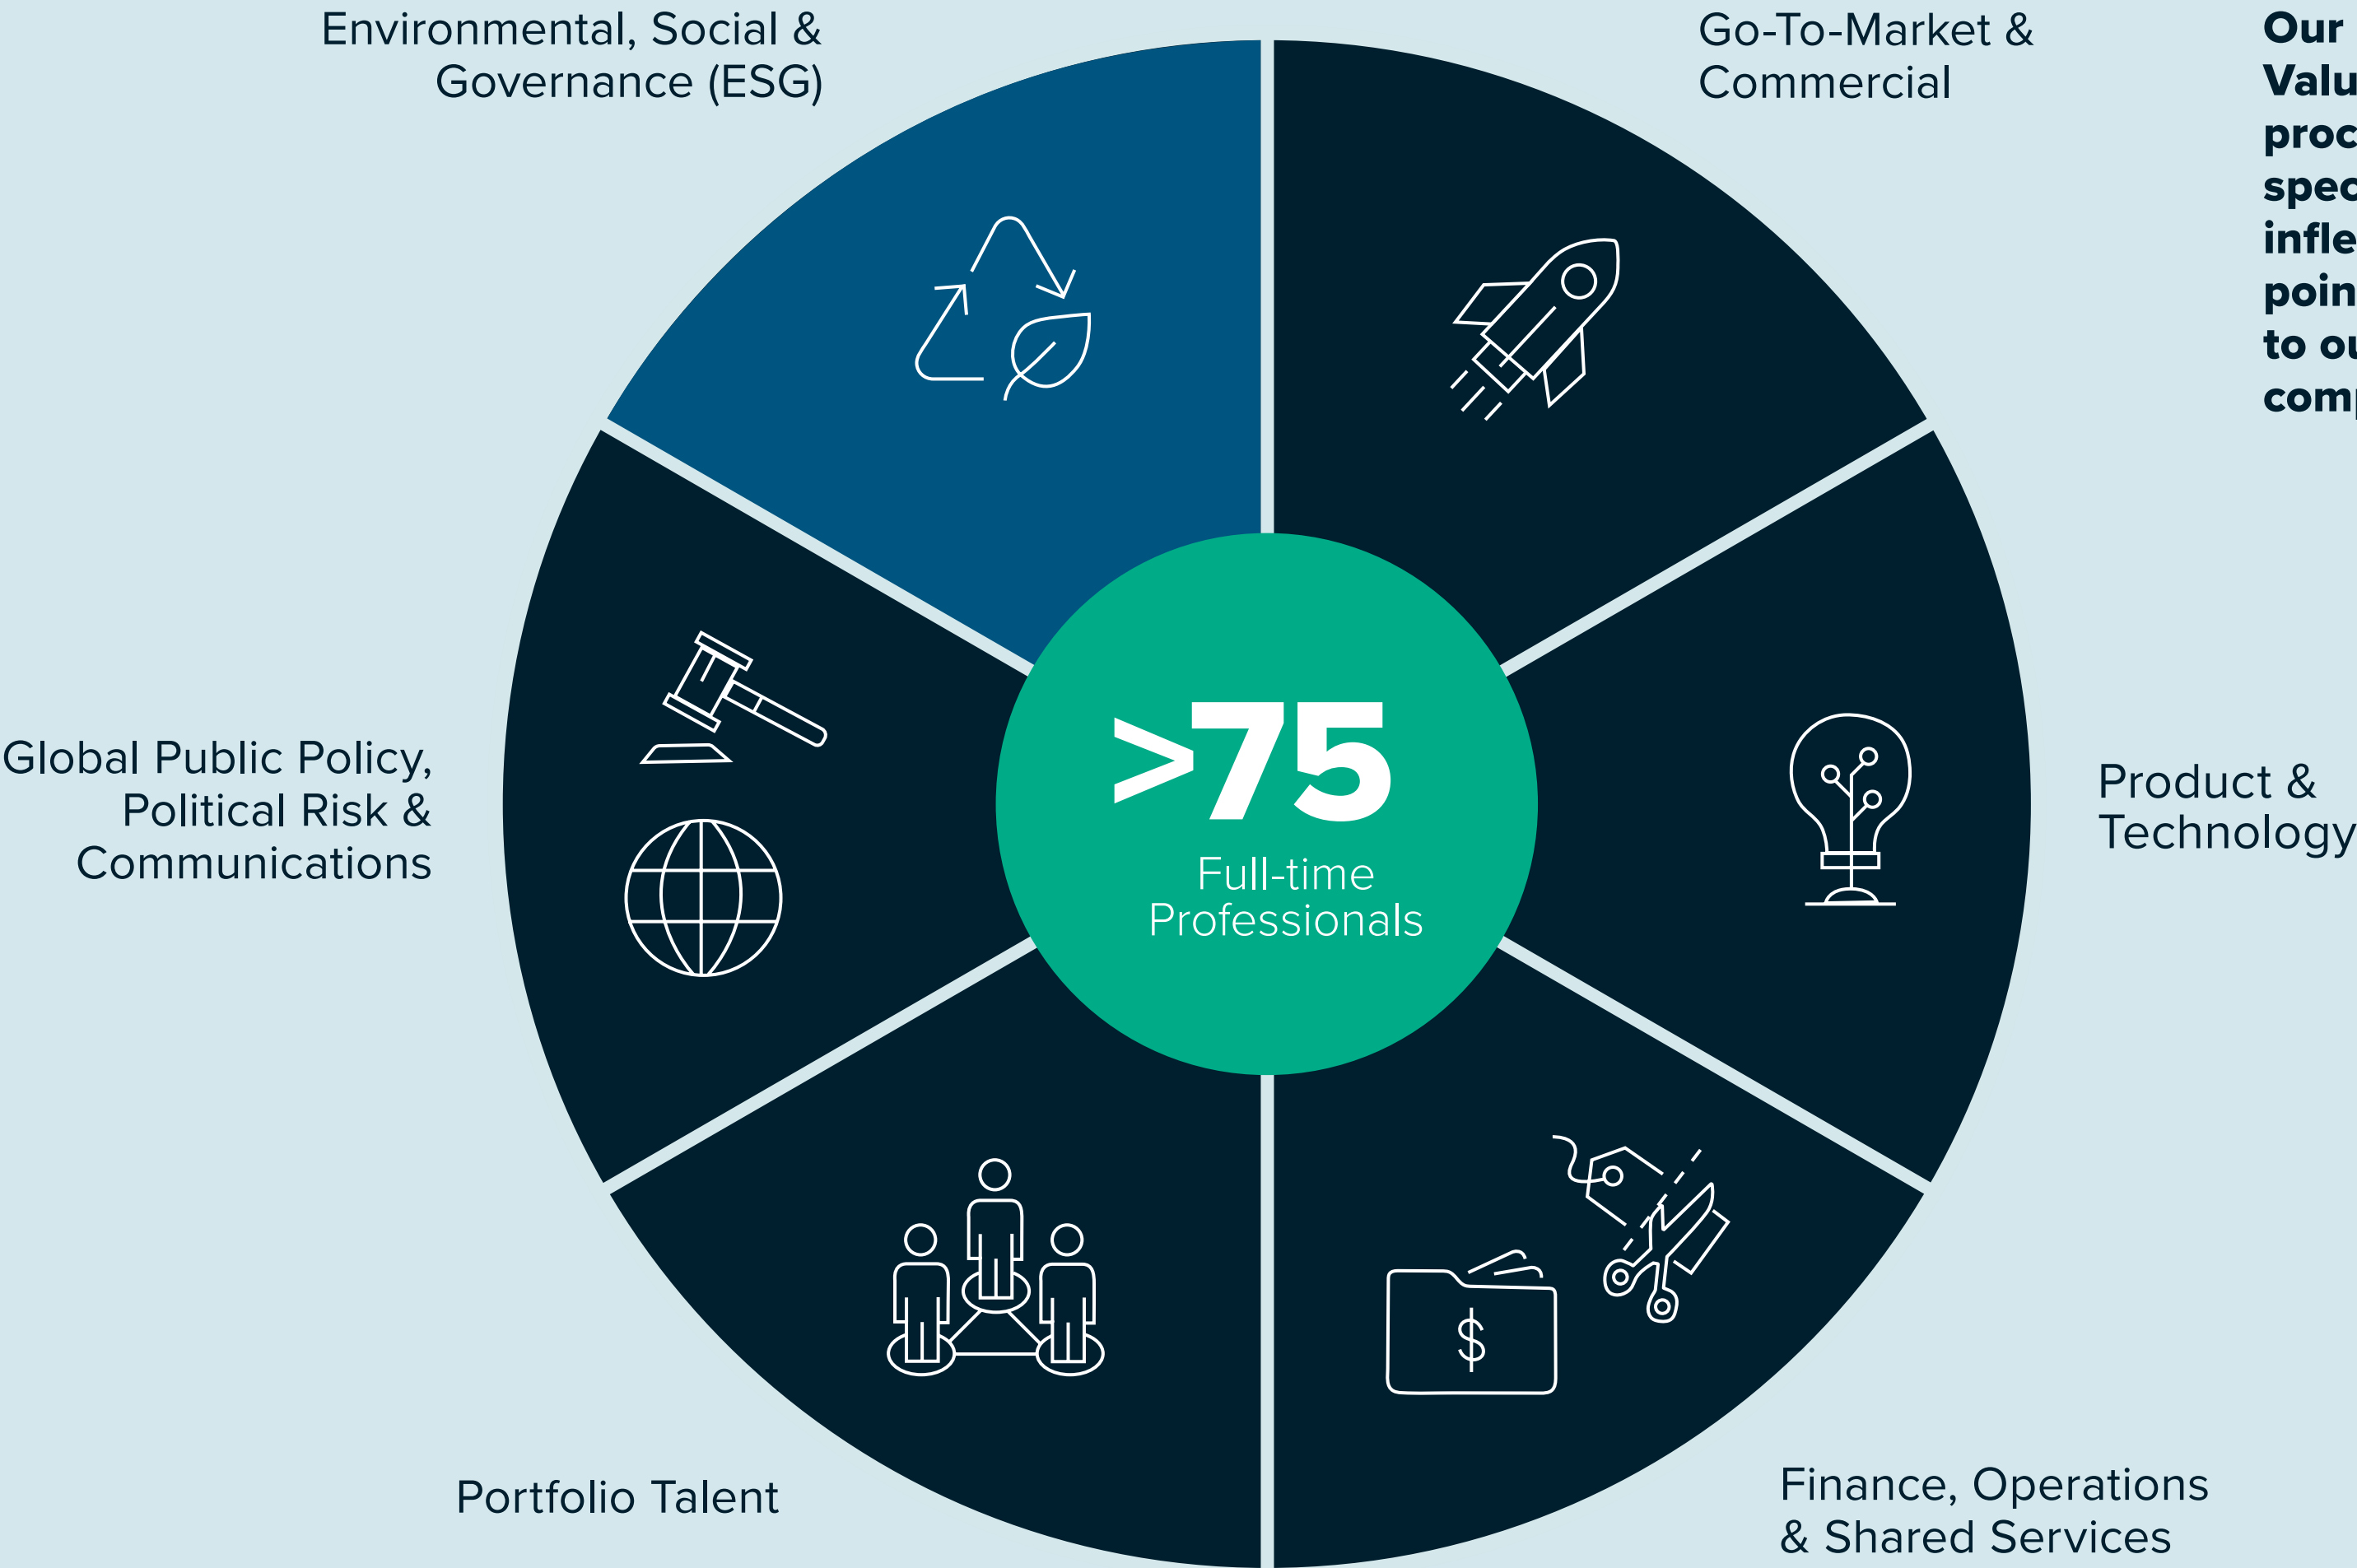 Environmental, Social &
Governance (ESG)
Go-To-Market &
Commercial
Our
to
>75
Full-time
Professionals
Global Public Policy,
Political Risk &
Communications
Product &
Technology
$
Portfolio Talent
Finance, Operations
& Shared Services